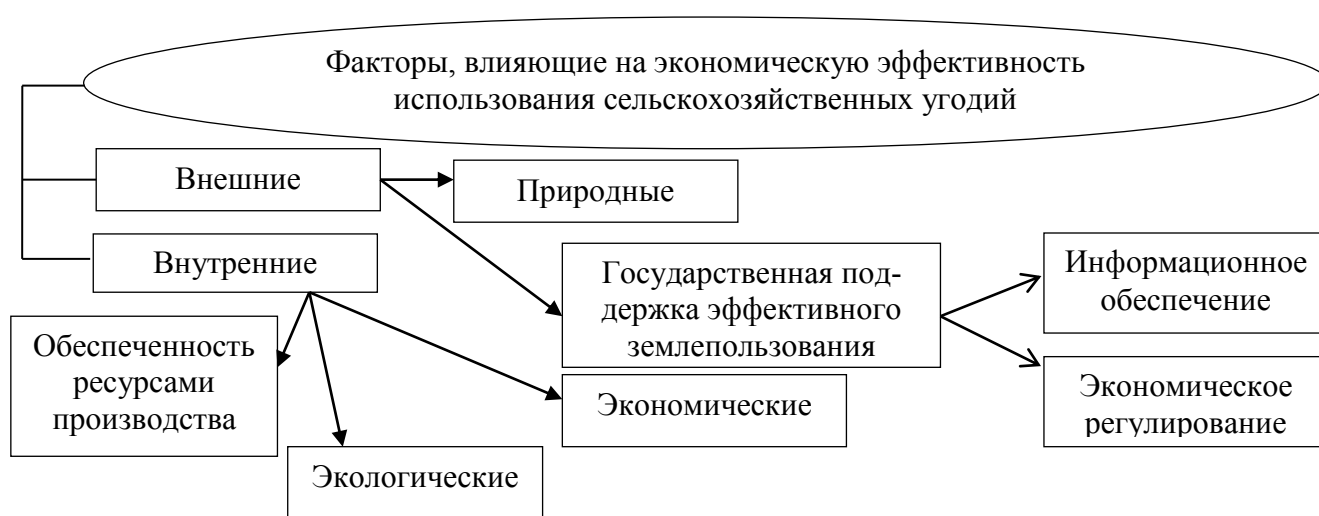 Факторы, влияющие на экономическую эффективность
использования сельскохозяйственных угодий
Внешние
Природные
Внутренние
Государственная под-
держка эффективного
землепользования
Информационное
обеспечение
Обеспеченность
ресурсами
производства
Экономические
Экономическое
регулирование
Экологические